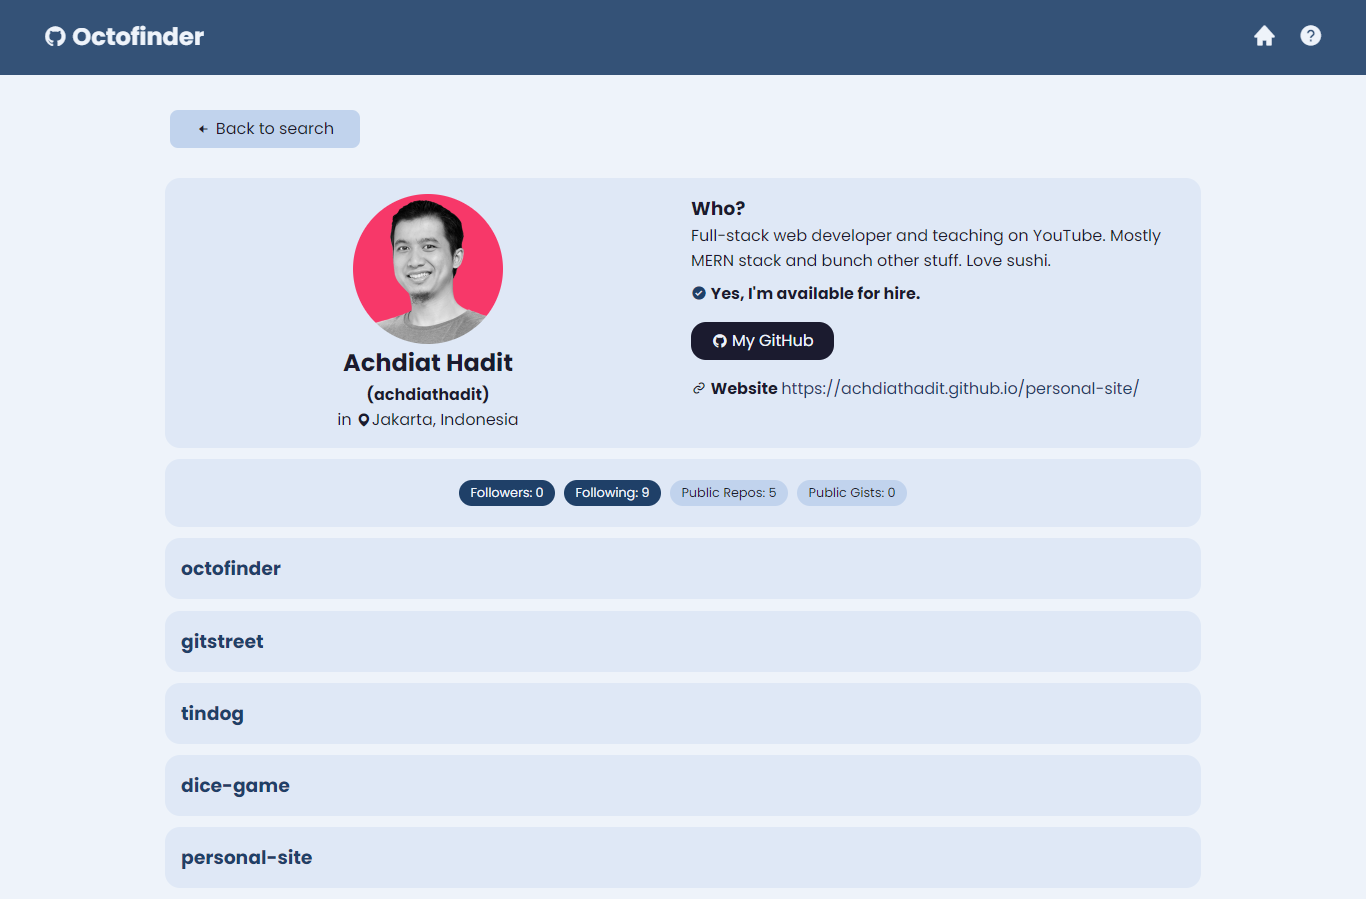 Octofinder
Back to search
Achdiat Hadit
(achdiathadit)
in Jakarta, Indonesia
Who?
Full-stack web developer and teaching on YouTube. Mostly
MERN stack and bunch other stuff. Love sushi.
Yes, I'm available for hire.
My GitHub
Website https://achdiathadit.github.io/personal-site/
Followers: 0 Following: 9 Public Repos: 5 Public Gists: 0
octofinder
gitstreet
tindog
dice-game
personal-site